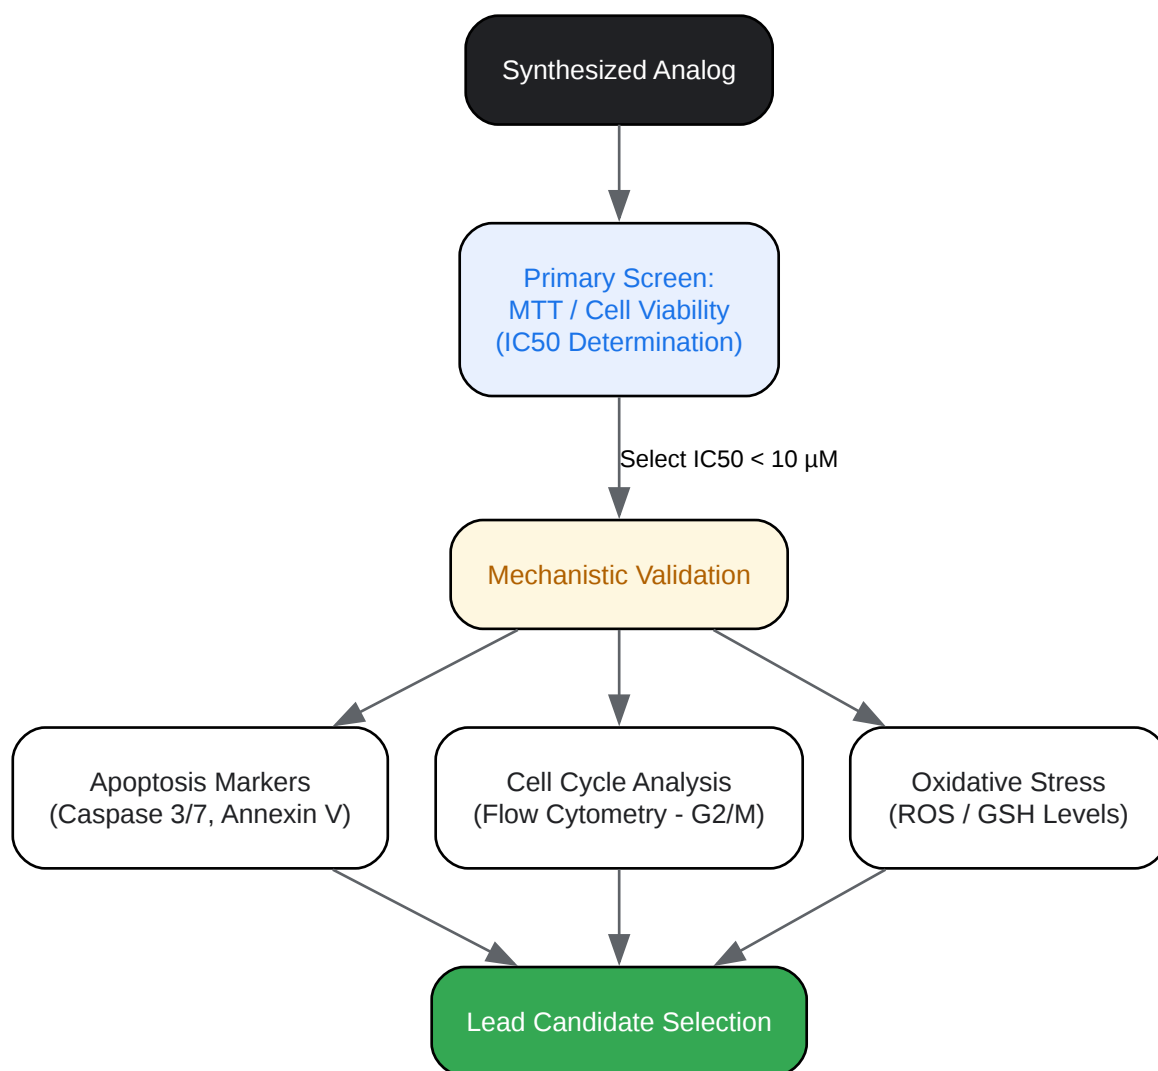 Synthesized Analog
Primary Screen:
MTT / Cell Viability
(IC50 Determination)
Select IC50 < 10 µM
Mechanistic Validation
Apoptosis Markers
(Caspase 3/7, Annexin V)
Cell Cycle Analysis
(Flow Cytometry - G2/M)
Oxidative Stress
(ROS / GSH Levels)
Lead Candidate Selection